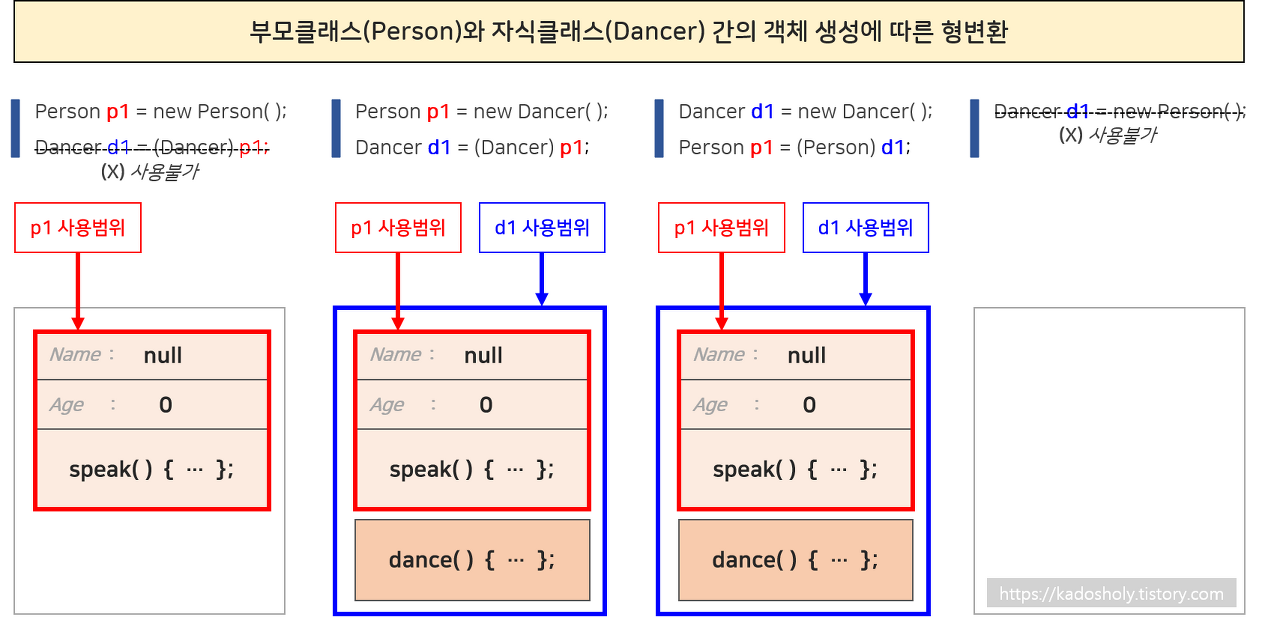 부모클래스(Person)와 자식클래스(Dancer) 간의 객체 생성에 따른 형변환
Person p1 = new Person( );
Dancer d1 = (Dancer) p1;
(X) 사용불가
p1 사용범위
Name : null
Age : 0
speak( ) { ··· };
Person p1 = new Dancer( );
Dancer d1 = (Dancer) p1;
p1 사용범위
d1 사용범위
Name : null
Age : 0
speak( ) { ··· };
dance( ) { ··· };
Dancer d1 = new Dancer( );
Person p1 = (Person) d1;
p1 사용범위
d1 사용범위
Name : null
Age : 0
speak( ) { ··· };
dance( ) { ··· };
Dancer d1 = new Person( );
(X) 사용불가
https://kadosholy.tistory.com